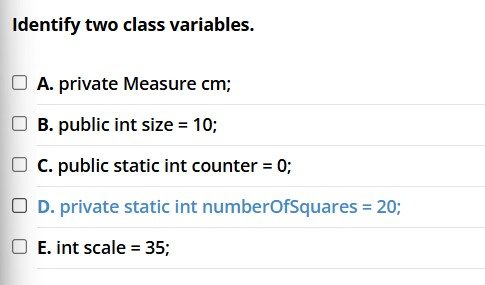 Identify two class variables.
A. private Measure cm;
B. public int size = 10;
C. public static int counter = 0;
D. private static int numberOfSquares = 20;
E. int scale = 35;